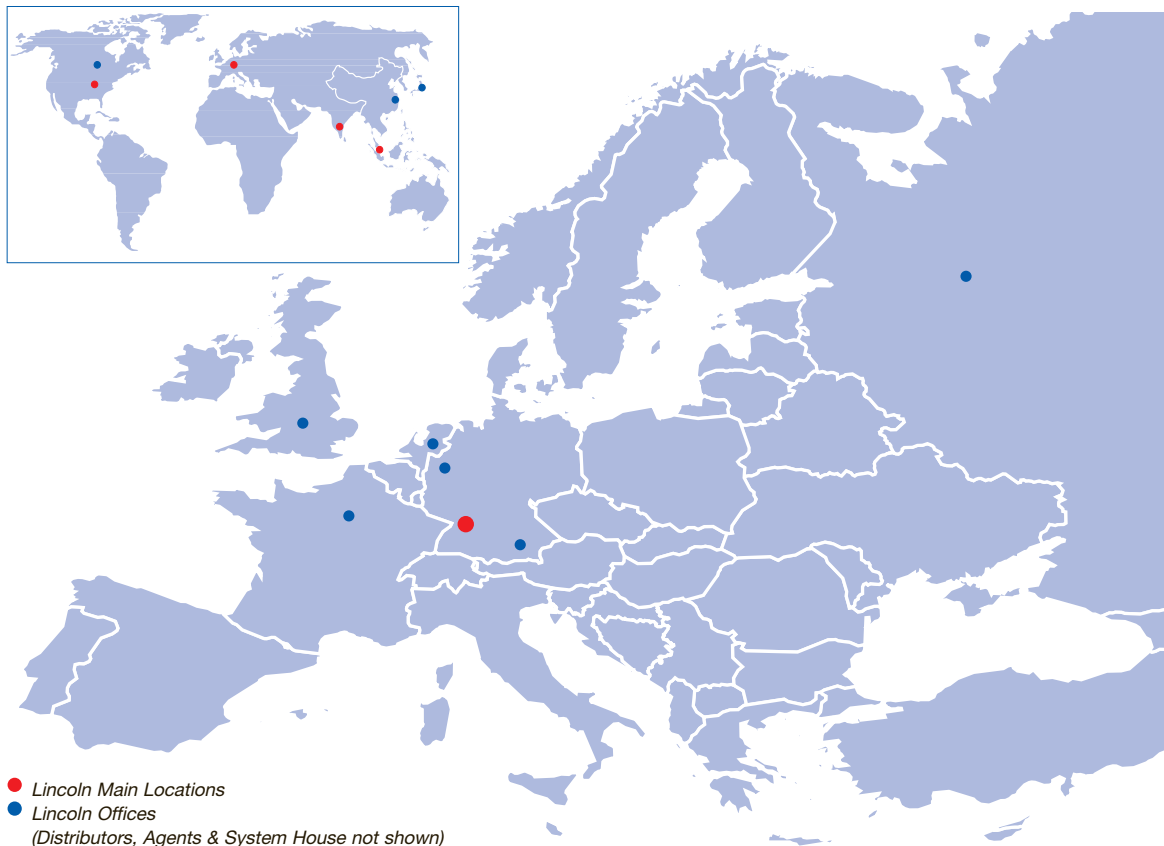 Lincoln Main Locations
Lincoln Offices
(Distributors, Agents & System House not shown)